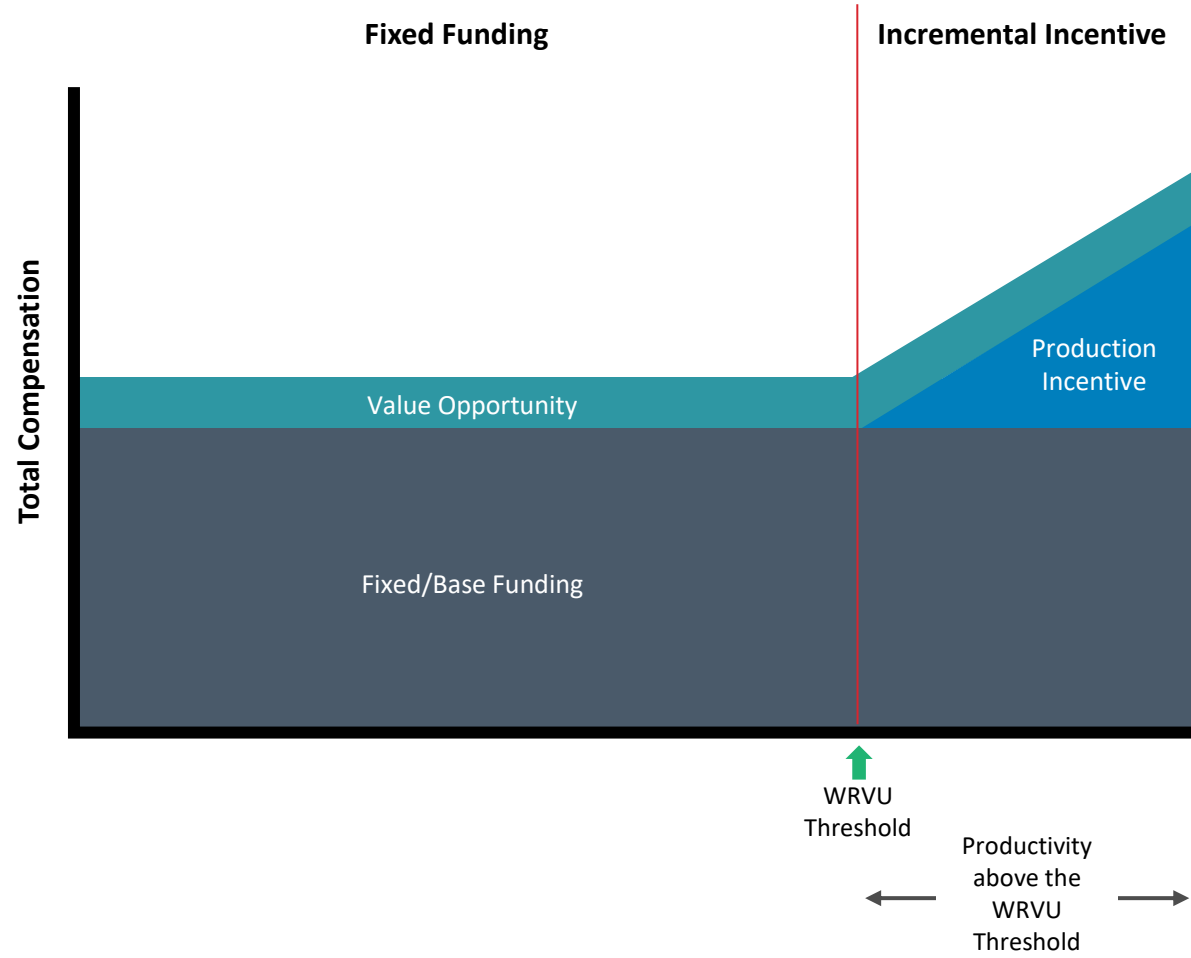 Fixed Funding
Incremental Incentive
Total Compensation
Value Opportunity
Production
Incentive
Fixed/Base Funding
WRVU
Threshold
Productivity
above the
WRVU
Threshold